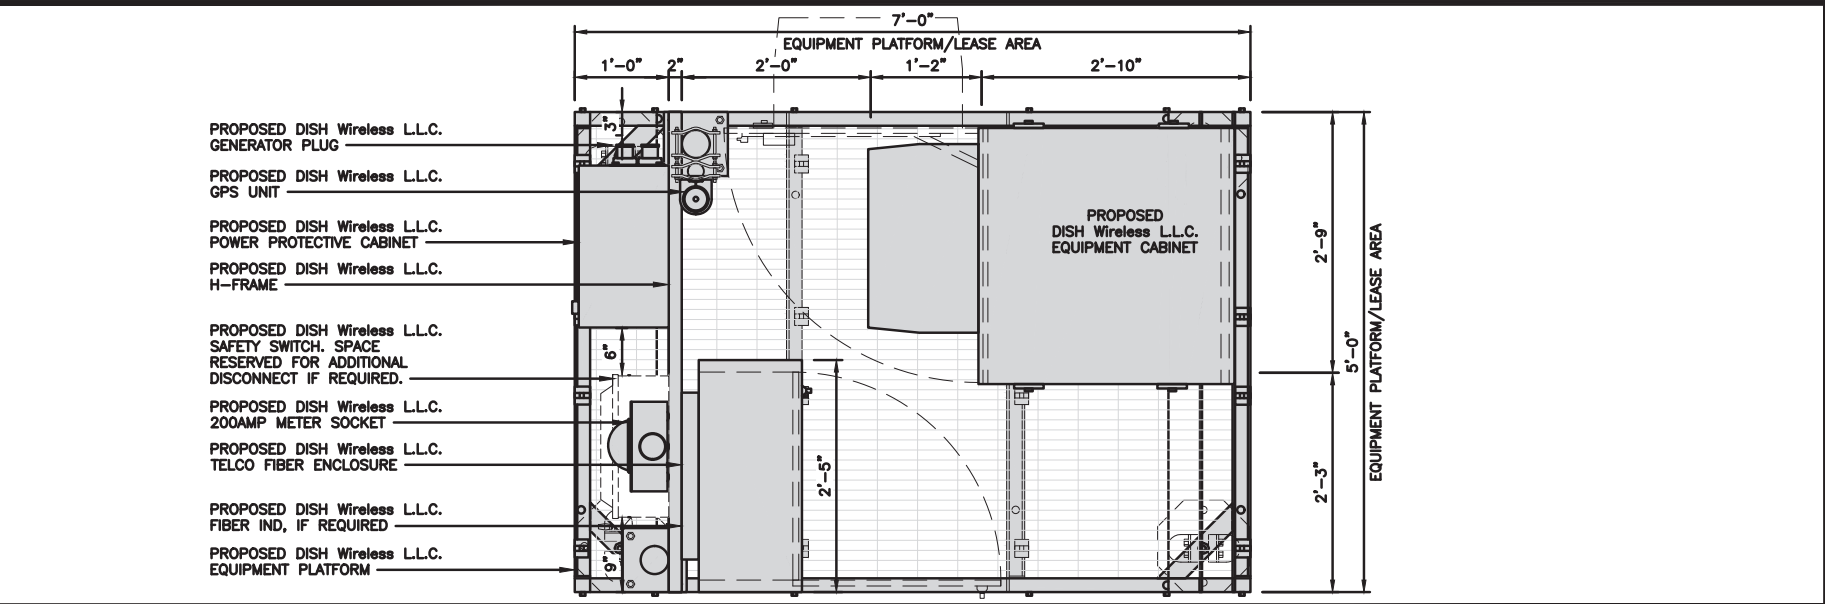 7'-0"
EQUIPMENT PLATFORM/LEASE AREA
1'-0" 2" 2'-0" 1'-2" 2'-10"
3"
PROPOSED DISH Wireless L.L.C.
GENERATOR PLUG
PROPOSED DISH Wireless L.L.C.
GPS UNIT
PROPOSED DISH Wireless L.L.C.
POWER PROTECTIVE CABINET
PROPOSED DISH Wireless L.L.C.
H-FRAME
PROPOSED DISH Wireless L.L.C.
SAFETY SWITCH. SPACE
RESERVED FOR ADDITIONAL
DISCONNECT IF REQUIRED.
PROPOSED DISH Wireless L.L.C.
200AMP METER SOCKET
PROPOSED DISH Wireless L.L.C.
TELCO FIBER ENCLOSURE
PROPOSED DISH Wireless L.L.C.
FIBER IND, IF REQUIRED
PROPOSED DISH Wireless L.L.C.
EQUIPMENT PLATFORM
6"
9"
2'-5"
PROPOSED
DISH Wireless L.L.C.
EQUIPMENT CABINET
2'-9"
2'-3"
5'-0"
EQUIPMENT PLATFORM/LEASE AREA